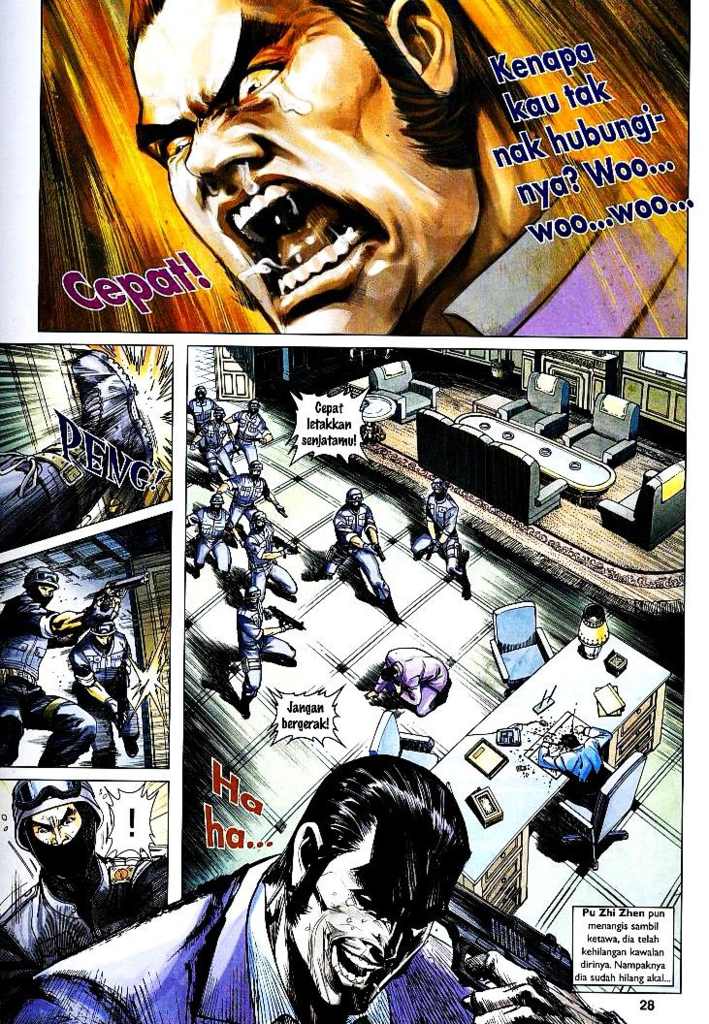 Kenapa
kau tak
nak hubungi-
nya? Woo...
woo...woo...
Cepat!
PENG!
Cepat
letakkan
senjatamu!
Jangan
bergerak!
!
Ha
ha...
Pu Zhi Zhen pun
menangis sambil
ketawa, dia telah
kehilangan kawalan
dirinya. Nampaknya
dia sudah hilang akal...
28